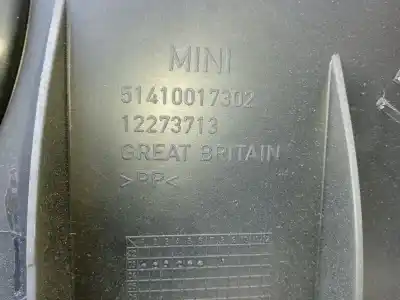 MINI
51410017302
12273713
GREAT BRITAIN
>PP<